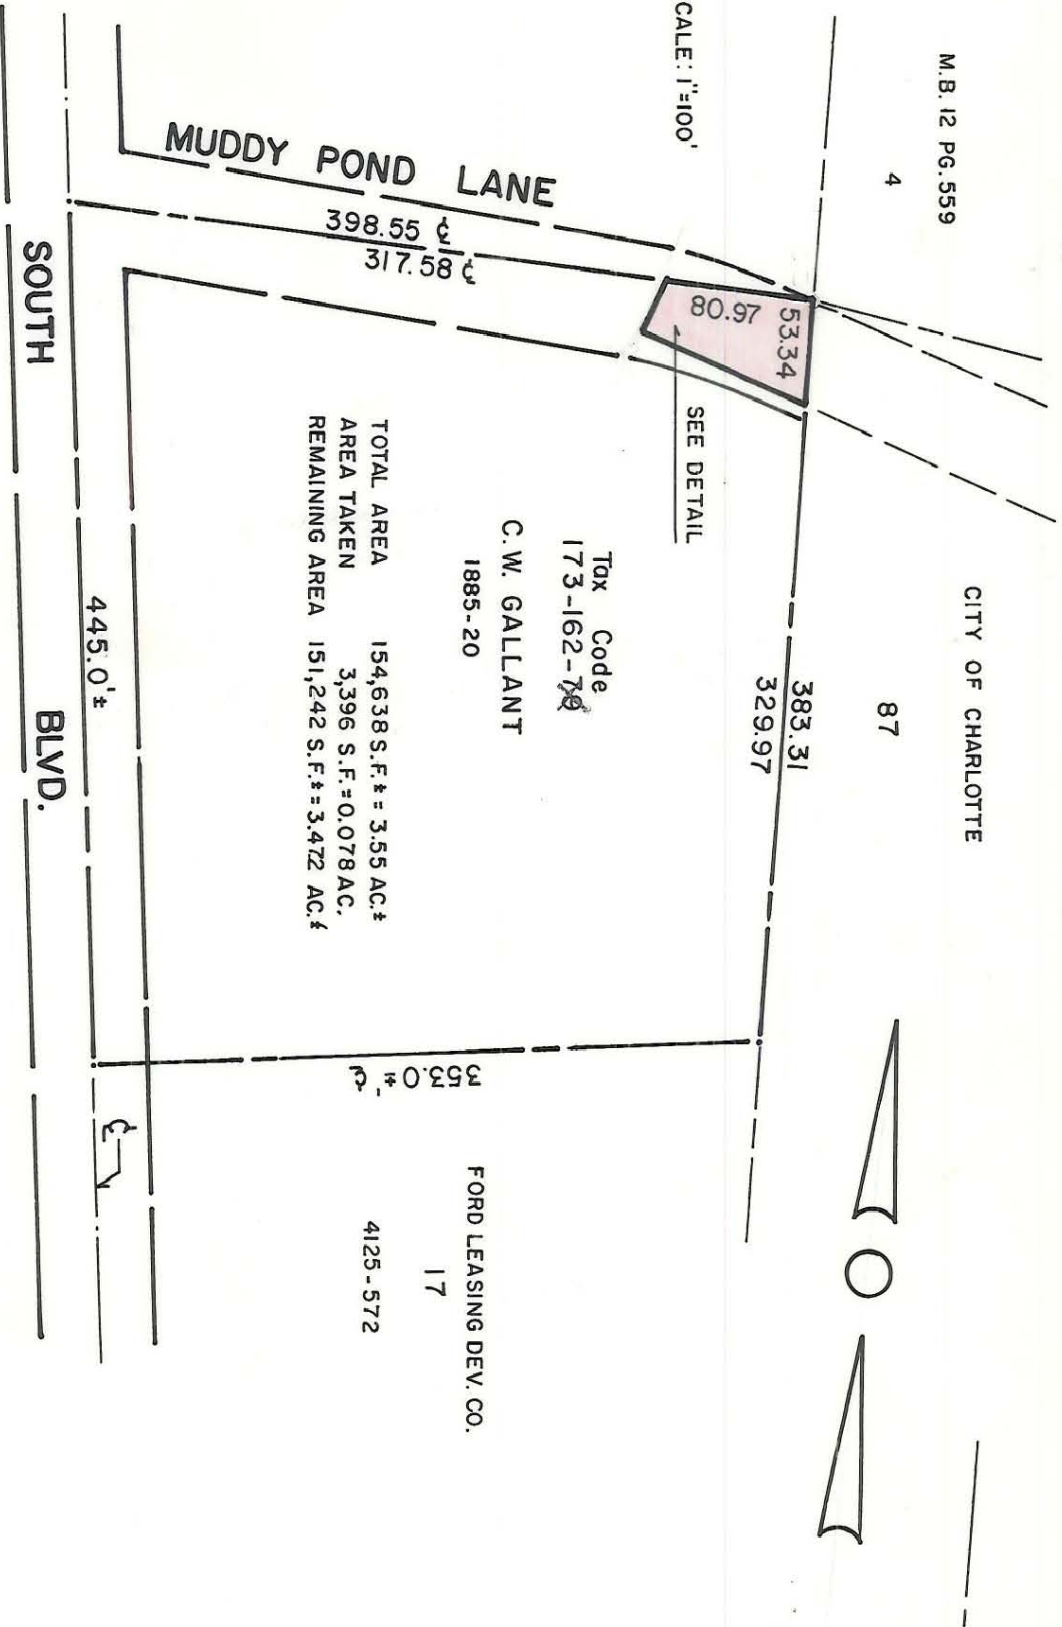 M.B. 12 PG. 559
4
CITY OF CHARLOTTE
87
CALE: 1"=100'
MUDDY POND LANE
398.55 ℄
317.58 ℄
53.34
80.97
SEE DETAIL
383.31
329.97
Tax Code
173-162-
C.W. GALLANT
1885-20
TOTAL AREA 154,638 S.F.± = 3.55 AC.±
AREA TAKEN 3,396 S.F. = 0.078 AC.
REMAINING AREA 151,242 S.F.± = 3.472 AC.±
353.0'± ℄
FORD LEASING DEV. CO.
17
4125-572
445.0'±
℄
SOUTH BLVD.